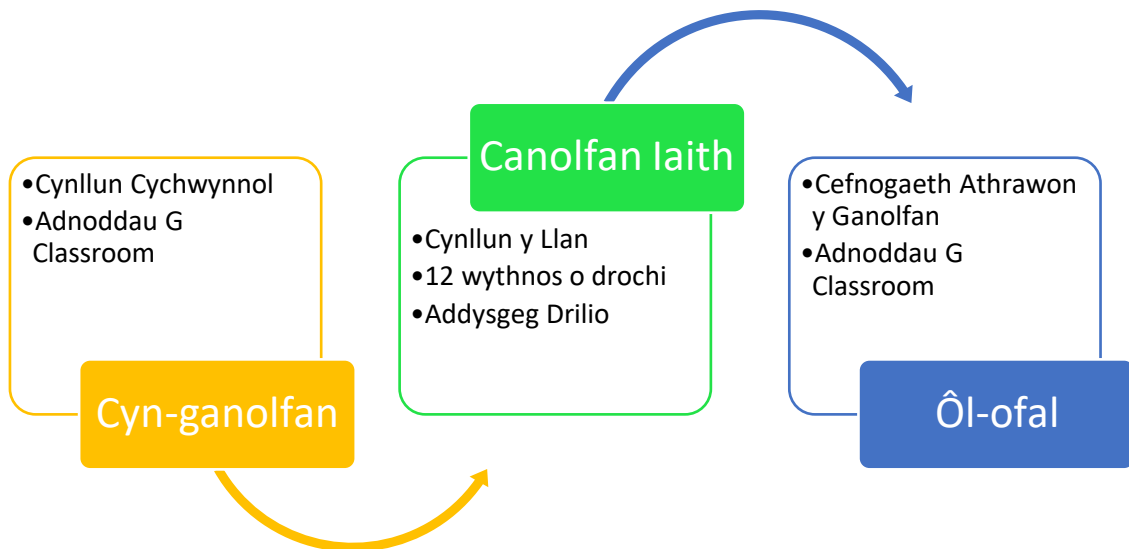 •Cynllun Cychwynnol
•Adnoddau G
Classroom
Cyn-ganolfan
Canolfan Iaith
•Cynllun y Llan
•12 wythnos o drochi
•Addysgeg Drilio
•Cefnogaeth Athrawon
y Ganolfan
•Adnoddau G
Classroom
Ôl-ofal